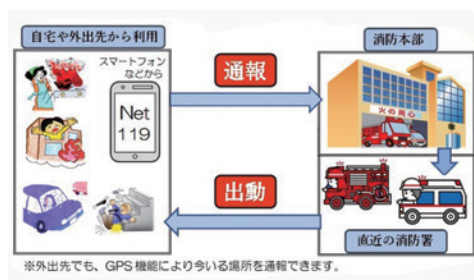 自宅や外出先から利用
スマートフォン
などから
Net
119
通報
消防本部
火の用心
出動
直近の消防署
※外出先でも、GPS機能により今いる場所を通報できます。